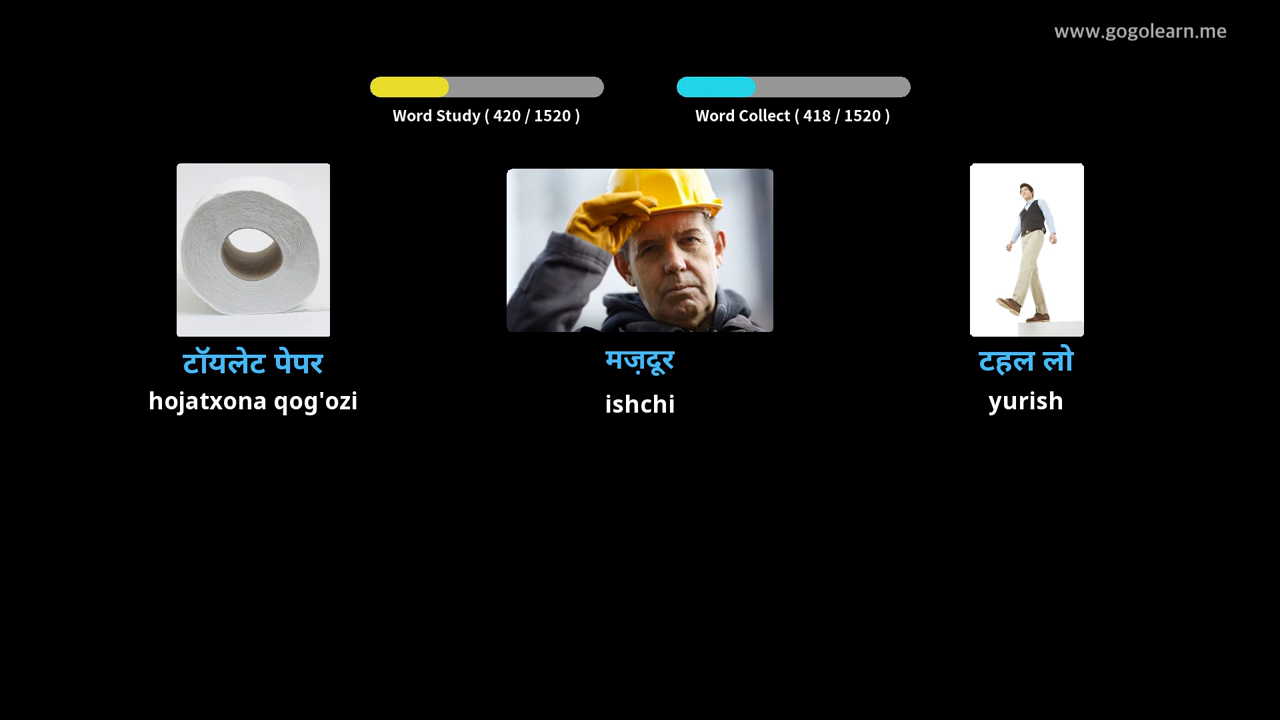 www.gogolearn.me
Word Study ( 420 / 1520 )
Word Collect ( 418 / 1520 )
टॉयलेट पेपर
hojatxona qog'ozi
मज़दूर
ishchi
टहल लो
yurish